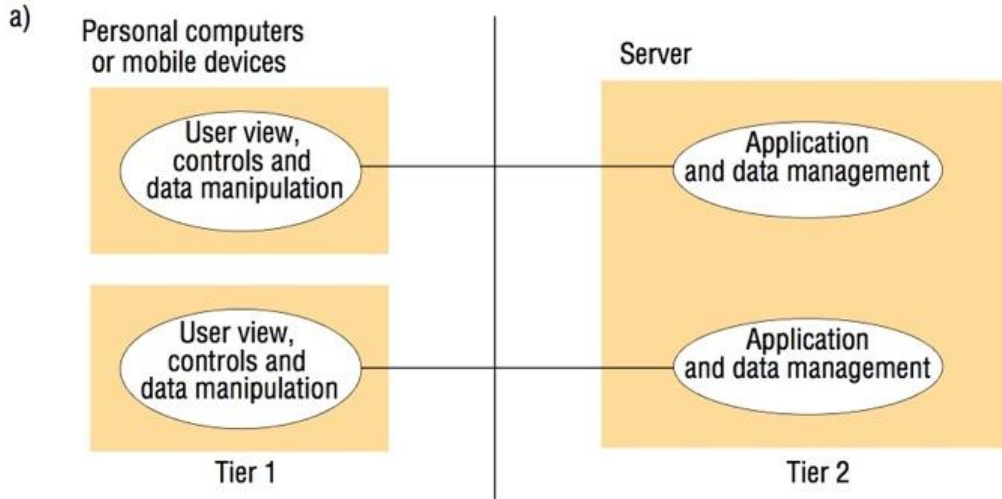 a)
Personal computers
or mobile devices
Server
User view,
controls and
data manipulation
Application
and data management
User view,
controls and
data manipulation
Application
and data management
Tier 1
Tier 2